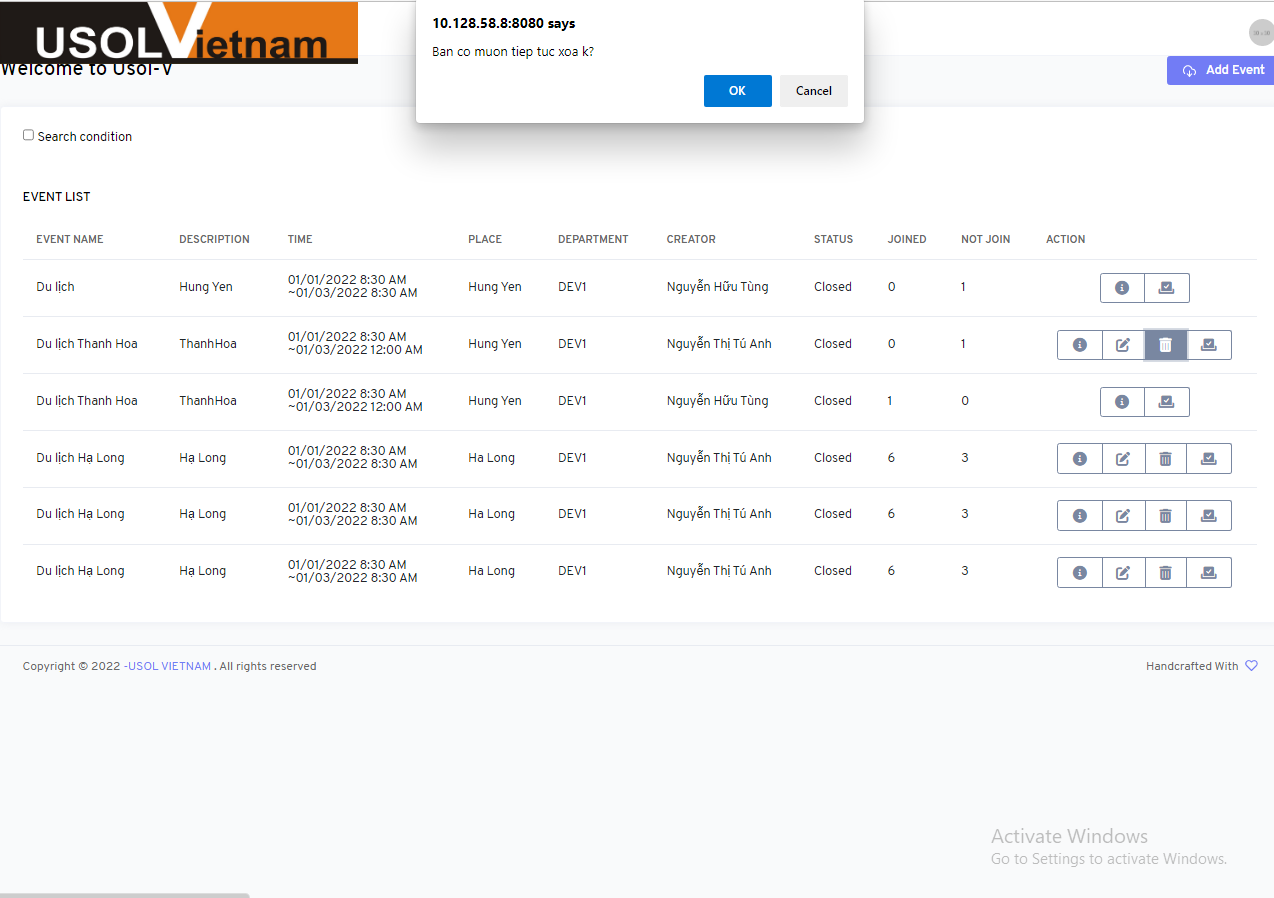 USOLVietnam
10.128.58.8:8080 says
Ban co muon tiep tuc xoa k?
OK Cancel
Welcome to Usol-V
Add Event
Search condition
EVENT LIST
EVENT NAME DESCRIPTION TIME PLACE DEPARTMENT CREATOR STATUS JOINED NOT JOIN ACTION
Du lịch Hung Yen 01/01/2022 8:30 AM Hung Yen DEV1 Nguyễn Hữu Tùng Closed 0 1
~01/03/2022 8:30 AM
Du lịch Thanh Hoa ThanhHoa 01/01/2022 8:30 AM Hung Yen DEV1 Nguyễn Thị Tú Anh Closed 0 1
~01/03/2022 12:00 AM
Du lịch Thanh Hoa ThanhHoa 01/01/2022 8:30 AM Hung Yen DEV1 Nguyễn Hữu Tùng Closed 1 0
~01/03/2022 12:00 AM
Du lịch Hạ Long Hạ Long 01/01/2022 8:30 AM Ha Long DEV1 Nguyễn Thị Tú Anh Closed 6 3
~01/03/2022 8:30 AM
Du lịch Hạ Long Hạ Long 01/01/2022 8:30 AM Ha Long DEV1 Nguyễn Thị Tú Anh Closed 6 3
~01/03/2022 8:30 AM
Du lịch Hạ Long Hạ Long 01/01/2022 8:30 AM Ha Long DEV1 Nguyễn Thị Tú Anh Closed 6 3
~01/03/2022 8:30 AM
Copyright © 2022 -USOL VIETNAM . All rights reserved
Handcrafted With
Activate Windows
Go to Settings to activate Windows.